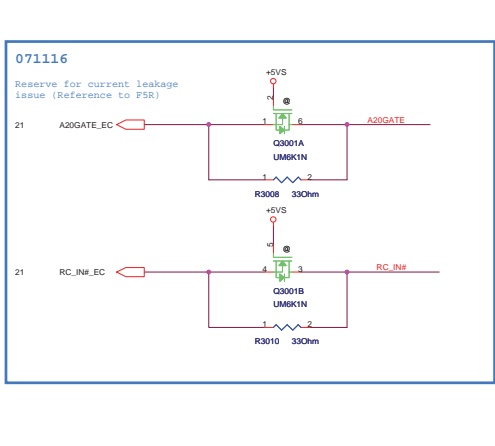 071116
Reserve for current leakage
issue (Reference to F5R)
+5VS
2
@
21 A20GATE_EC 1 6 A20GATE
Q3001A
UM6K1N
1 2
R3008 33Ohm
+5VS
5
@
21 RC_IN#_EC 4 3 RC_IN#
Q3001B
UM6K1N
1 2
R3010 33Ohm